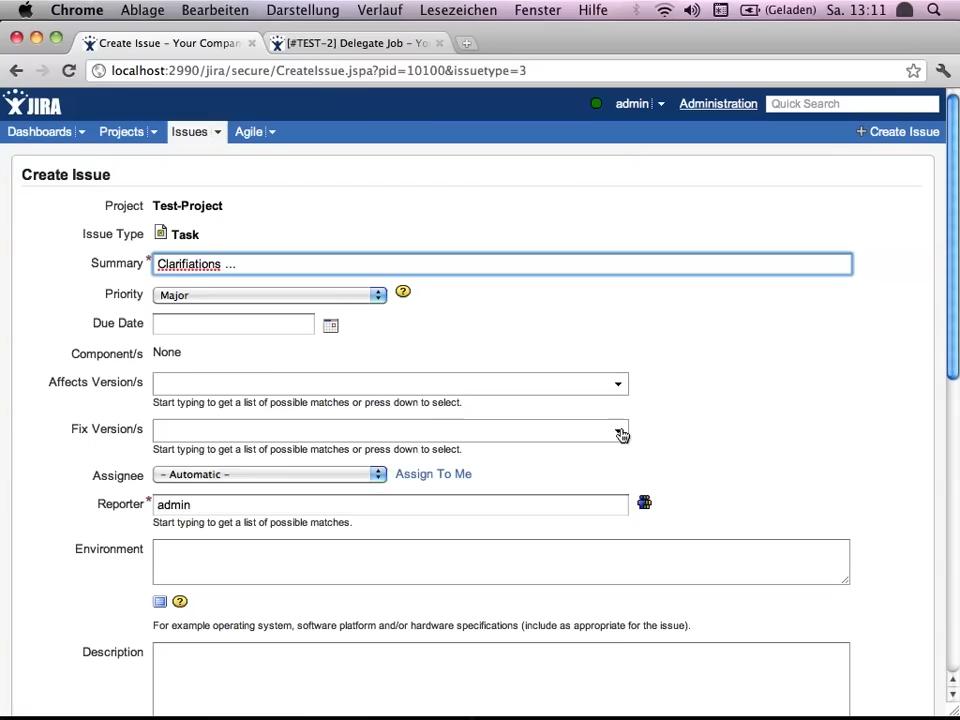 Chrome Ablage Bearbeiten Darstellung Verlauf Lesezeichen Fenster Hilfe (Geladen) Sa. 13:11
Create Issue – Your Compan [#TEST-2] Delegate Job – Yo
localhost:2990/jira/secure/CreateIssue.jspa?pid=10100&issuetype=3
JIRA admin Administration Quick Search
Dashboards Projects Issues Agile + Create Issue
Create Issue
Project Test-Project
Issue Type Task
Summary * Clarifiations ...
Priority Major ?
Due Date
Component/s None
Affects Version/s
Start typing to get a list of possible matches or press down to select.
Fix Version/s
Start typing to get a list of possible matches or press down to select.
Assignee – Automatic – Assign To Me
Reporter * admin
Start typing to get a list of possible matches.
Environment
?
For example operating system, software platform and/or hardware specifications (include as appropriate for the issue).
Description